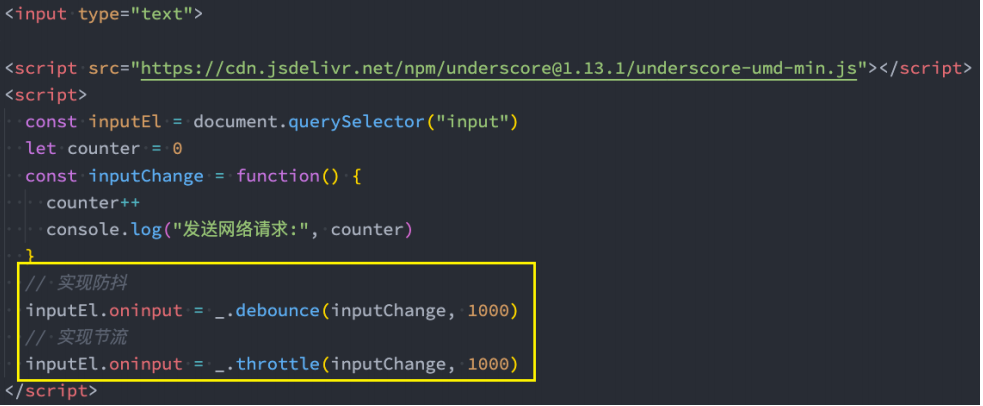 <input type="text">
<script src="https://cdn.jsdelivr.net/npm/underscore@1.13.1/underscore-umd-min.js"></script>
<script>
const inputEl = document.querySelector("input")
let counter = 0
const inputChange = function() {
counter++
console.log("发送网络请求:", counter)
}
// 实现防抖
inputEl.oninput = _.debounce(inputChange, 1000)
// 实现节流
inputEl.oninput = _.throttle(inputChange, 1000)
</script>